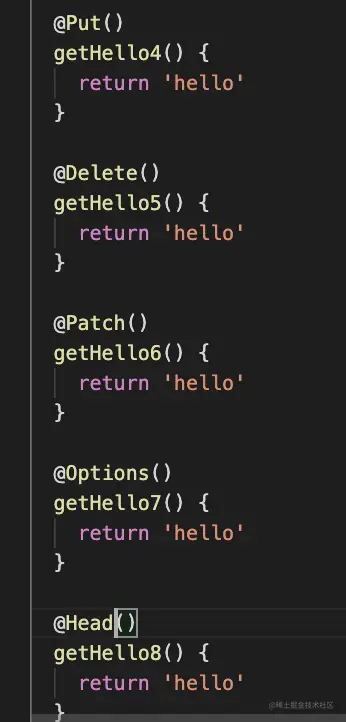 @Put()
getHello4() {
  return 'hello'
}

@Delete()
getHello5() {
  return 'hello'
}

@Patch()
getHello6() {
  return 'hello'
}

@Options()
getHello7() {
  return 'hello'
}

@Head()
getHello8() {
  return 'hello'
}
@稀土掘金技术社区